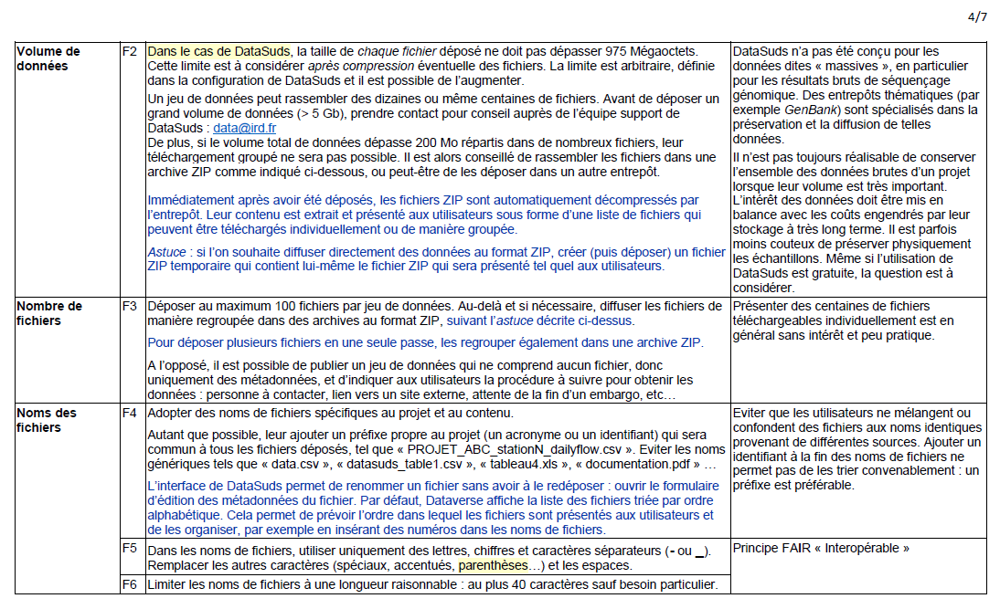 4/7
Volume de
données
F2
Dans le cas de DataSuds, la taille de chaque fichier déposé ne doit pas dépasser 975 Mégaoctets.
Cette limite est à considérer après compression éventuelle des fichiers. La limite est arbitraire, définie
dans la configuration de DataSuds et il est possible de l'augmenter.
Un jeu de données peut rassembler des dizaines ou même centaines de fichiers. Avant de déposer un
grand volume de données (> 5 Gb), prendre contact pour conseil auprès de l'équipe support de
DataSuds : data@ird.fr
De plus, si le volume total de données dépasse 200 Mo répartis dans de nombreux fichiers, leur
téléchargement groupé ne sera pas possible. Il est alors conseillé de rassembler les fichiers dans une
archive ZIP comme indiqué ci-dessous, ou peut-être de les déposer dans un autre entrepôt.
Immédiatement après avoir été déposés, les fichiers ZIP sont automatiquement décompressés par
l'entrepôt. Leur contenu est extrait et présenté aux utilisateurs sous forme d'une liste de fichiers qui
peuvent être téléchargés individuellement ou de manière groupée.
Astuce : si l'on souhaite diffuser directement des données au format ZIP, créer (puis déposer) un fichier
ZIP temporaire qui contient lui-même le fichier ZIP qui sera présenté tel quel aux utilisateurs.
DataSuds n'a pas été conçu pour les
données dites « massives », en particulier
pour les résultats bruts de séquençage
génomique. Des entrepôts thématiques (par
exemple GenBank) sont spécialisés dans la
préservation et la diffusion de telles
données.
Il n'est pas toujours réalisable de conserver
l'ensemble des données brutes d'un projet
lorsque leur volume est très important.
L'intérêt des données doit être mis en
balance avec les coûts engendrés par leur
stockage à très long terme. Il est parfois
moins couteux de préserver physiquement
les échantillons. Même si l'utilisation de
DataSuds est gratuite, la question est à
considérer.
Nombre de
fichiers
F3
Déposer au maximum 100 fichiers par jeu de données. Au-delà et si nécessaire, diffuser les fichiers de
manière regroupée dans des archives au format ZIP, suivant l'astuce décrite ci-dessus.
Pour déposer plusieurs fichiers en une seule passe, les regrouper également dans une archive ZIP.
A l'opposé, il est possible de publier un jeu de données qui ne comprend aucun fichier, donc
uniquement des métadonnées, et d'indiquer aux utilisateurs la procédure à suivre pour obtenir les
données : personne à contacter, lien vers un site externe, attente de la fin d'un embargo, etc…
Présenter des centaines de fichiers
téléchargeables individuellement est en
général sans intérêt et peu pratique.
Noms des
fichiers
F4
Adopter des noms de fichiers spécifiques au projet et au contenu.
Autant que possible, leur ajouter un préfixe propre au projet (un acronyme ou un identifiant) qui sera
commun à tous les fichiers déposés, tel que « PROJET_ABC_stationN_dailyflow.csv ». Eviter les noms
génériques tels que « data.csv », « datasuds_table1.csv », « tableau4.xls », « documentation.pdf » …
L'interface de DataSuds permet de renommer un fichier sans avoir à le redéposer : ouvrir le formulaire
d'édition des métadonnées du fichier. Par défaut, Dataverse affiche la liste des fichiers triée par ordre
alphabétique. Cela permet de prévoir l'ordre dans lequel les fichiers sont présentés aux utilisateurs et
de les organiser, par exemple en insérant des numéros dans les noms de fichiers.
Eviter que les utilisateurs ne mélangent ou
confondent des fichiers aux noms identiques
provenant de différentes sources. Ajouter un
identifiant à la fin des noms de fichiers ne
permet pas de les trier convenablement : un
préfixe est préférable.
F5
Dans les noms de fichiers, utiliser uniquement des lettres, chiffres et caractères séparateurs (- ou _).
Remplacer les autres caractères (spéciaux, accentués, parenthèses…) et les espaces.
Principe FAIR « Interopérable »
F6
Limiter les noms de fichiers à une longueur raisonnable : au plus 40 caractères sauf besoin particulier.